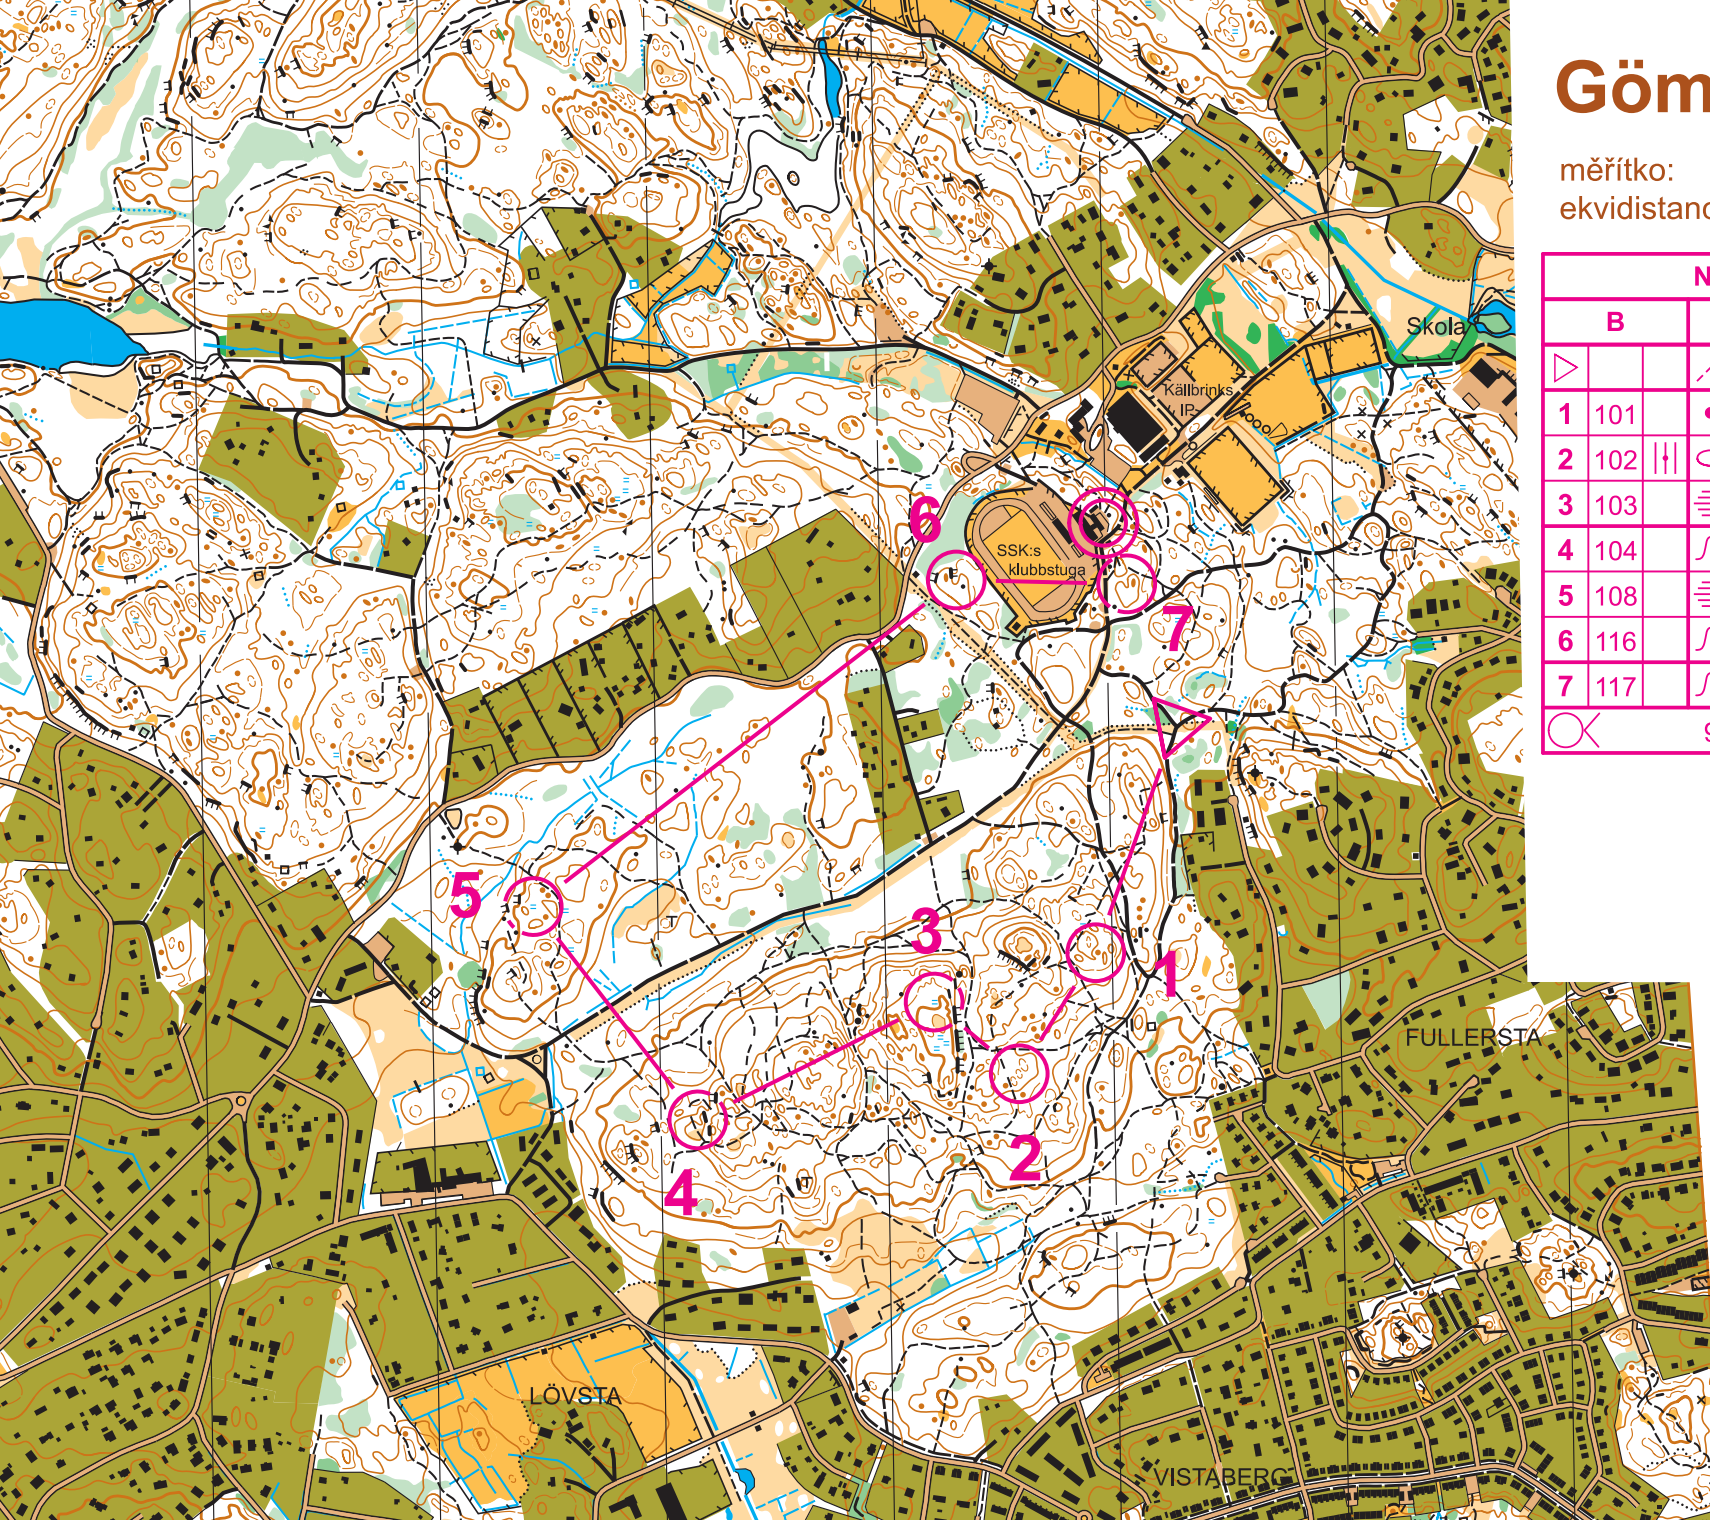 Göm
měřítko:
ekvidistanc
N
B
1 101
2 102
3 103
4 104
5 108
6 116
7 117
9
Skola
Källbrinks
IP
6
SSK:s
klubbstuga
7
5
3
1
FULLERSTA
2
4
LÖVSTA
VISTABERG